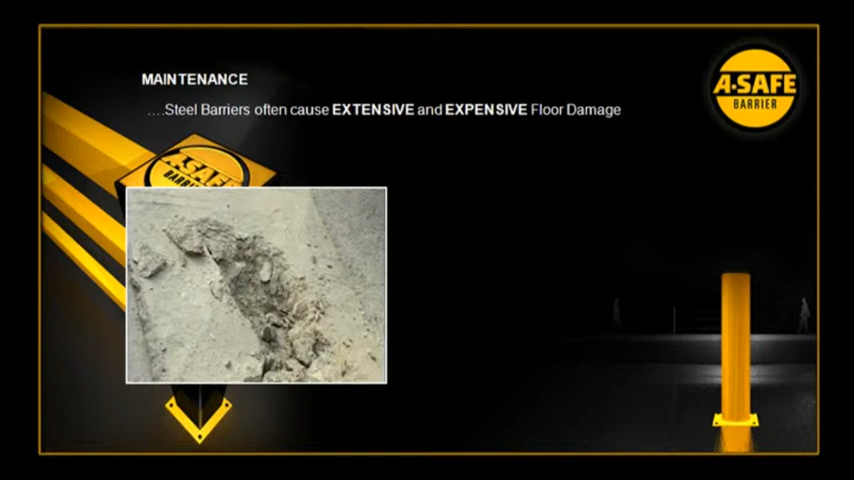 MAINTENANCE
....Steel Barriers often cause EXTENSIVE and EXPENSIVE Floor Damage
A-SAFE
BARRIER
A-SAFE